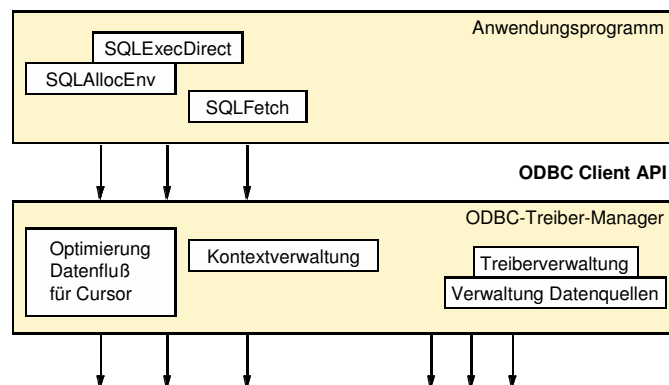 Anwendungsprogramm
SQLExecDirect
SQLAllocEnv
SQLFetch
ODBC Client API
ODBC-Treiber-Manager
Optimierung
Datenfluß
für Cursor
Kontextverwaltung
Treiberverwaltung
Verwaltung Datenquellen